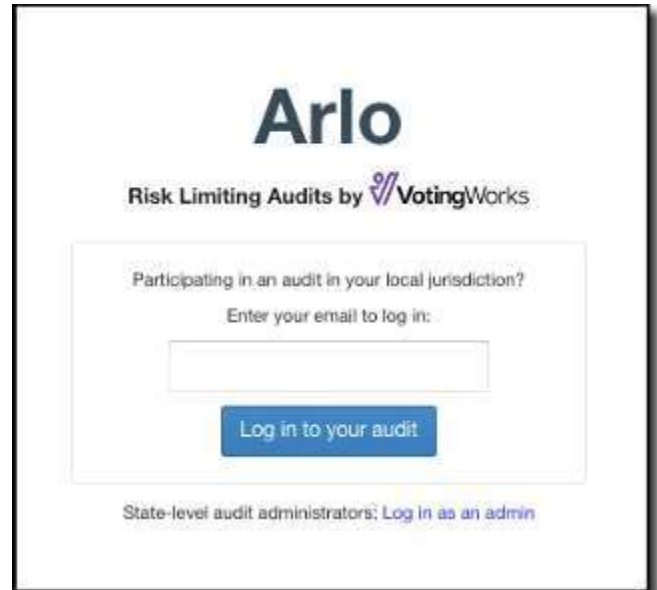 Arlo
Risk Limiting Audits by VotingWorks
Participating in an audit in your local jurisdiction?
Enter your email to log in:
Log in to your audit
State-level audit administrators: Log in as an admin